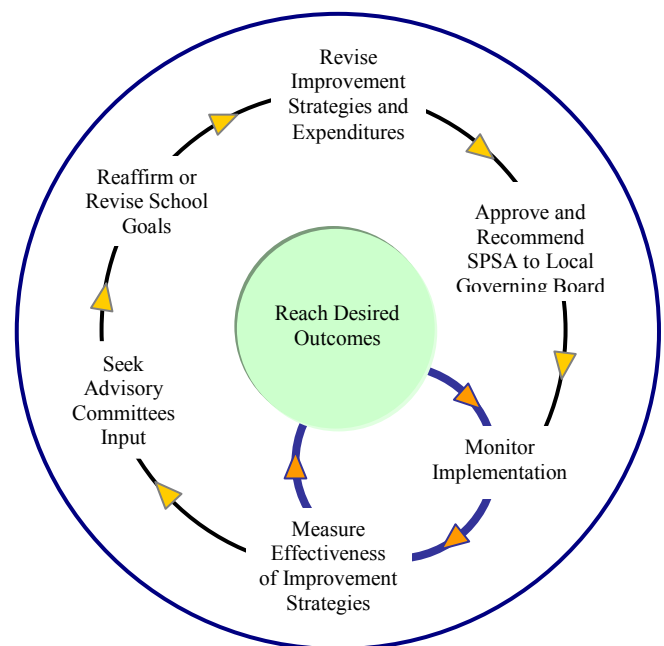 Revise
Improvement
Strategies and
Expenditures
Approve and
Recommend
SPSA to Local
Governing Board
Monitor
Implementation
Measure
Effectiveness
of Improvement
Strategies
Seek
Advisory
Committees
Input
Reaffirm or
Revise School
Goals
Reach Desired
Outcomes